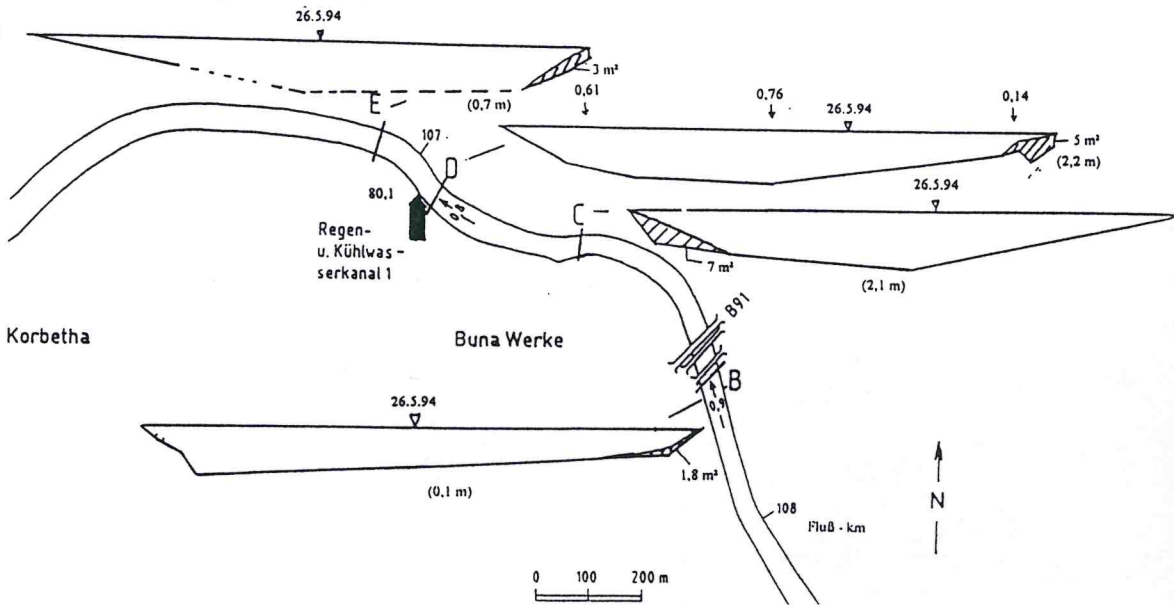 26.5.94
3 m²
(0,7 m)
E
0,61
0,76
26.5.94
0,14
5 m²
(2,2 m)
107
D
80,1
0,8
C
26.5.94
7 m²
(2,1 m)
Regen-
u. Kühlwas-
serkanal 1
B91
Korbetha
Buna Werke
B
0,9
26.5.94
1,8 m²
(0,1 m)
108
Fluß - km
N
0 100 200 m